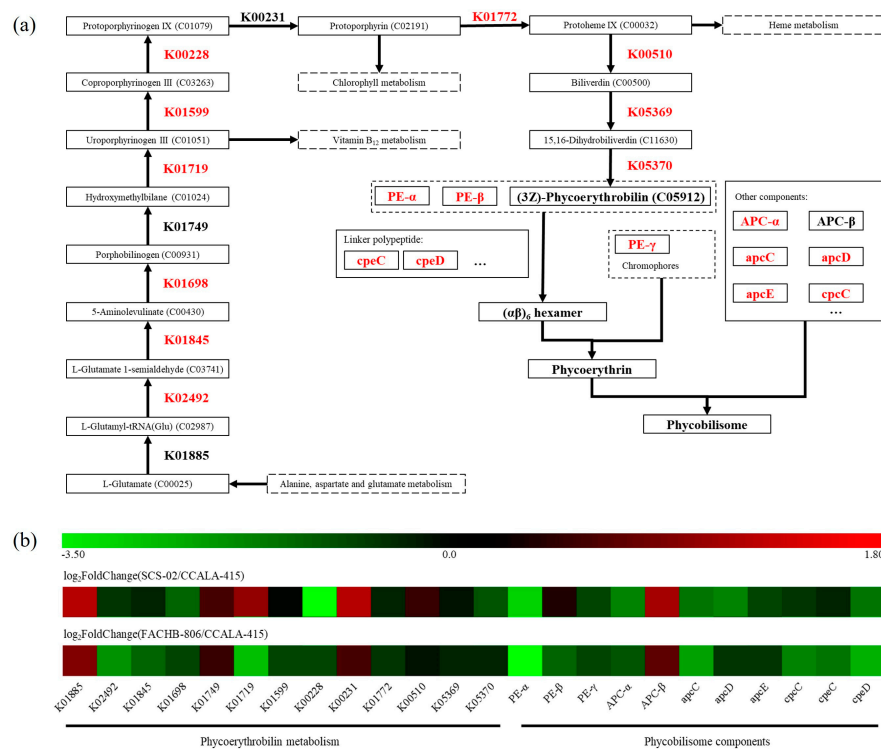 (a)
Protoporphyrinogen IX (C01079)
K00231
Protoporphyrin (C02191)
K01772
Protoheme IX (C00032)
Heme metabolism
K00228
K00510
Coproporphyrinogen III (C03263)
Chlorophyll metabolism
Biliverdin (C00500)
K01599
K05369
Uroporphyrinogen III (C01051)
Vitamin B12 metabolism
15,16-Dihydrobiliverdin (C11630)
K01719
K05370
Hydroxymethylbilane (C01024)
PE-α
PE-β
(3Z)-Phycoerythrobilin (C05912)
Other components:
APC-α
APC-β
K01749
Linker polypeptide:
cpeC
cpeD
...
PE-γ
Chromophores
apcC
apcD
Porphobilinogen (C00931)
K01698
apcE
cpcC
...
5-Aminolevulinate (C00430)
(αβ)6 hexamer
K01845
L-Glutamate 1-semialdehyde (C03741)
Phycoerythrin
K02492
L-Glutamyl-tRNA(Glu) (C02987)
Phycobilisome
K01885
L-Glutamate (C00025)
Alanine, aspartate and glutamate metabolism
(b)
-3.50
0.0
1.80
log2FoldChange(SCS-02/CCALA-415)
log2FoldChange(FACHB-806/CCALA-415)
K01885
K02492
K01845
K01698
K01749
K01719
K01599
K00228
K00231
K01772
K00510
K05369
K05370
PE-α
PE-β
PE-γ
APC-α
APC-β
apcC
apcD
apcE
cpcC
cpeC
cpeD
Phycoerythrobilin metabolism
Phycobilisome components